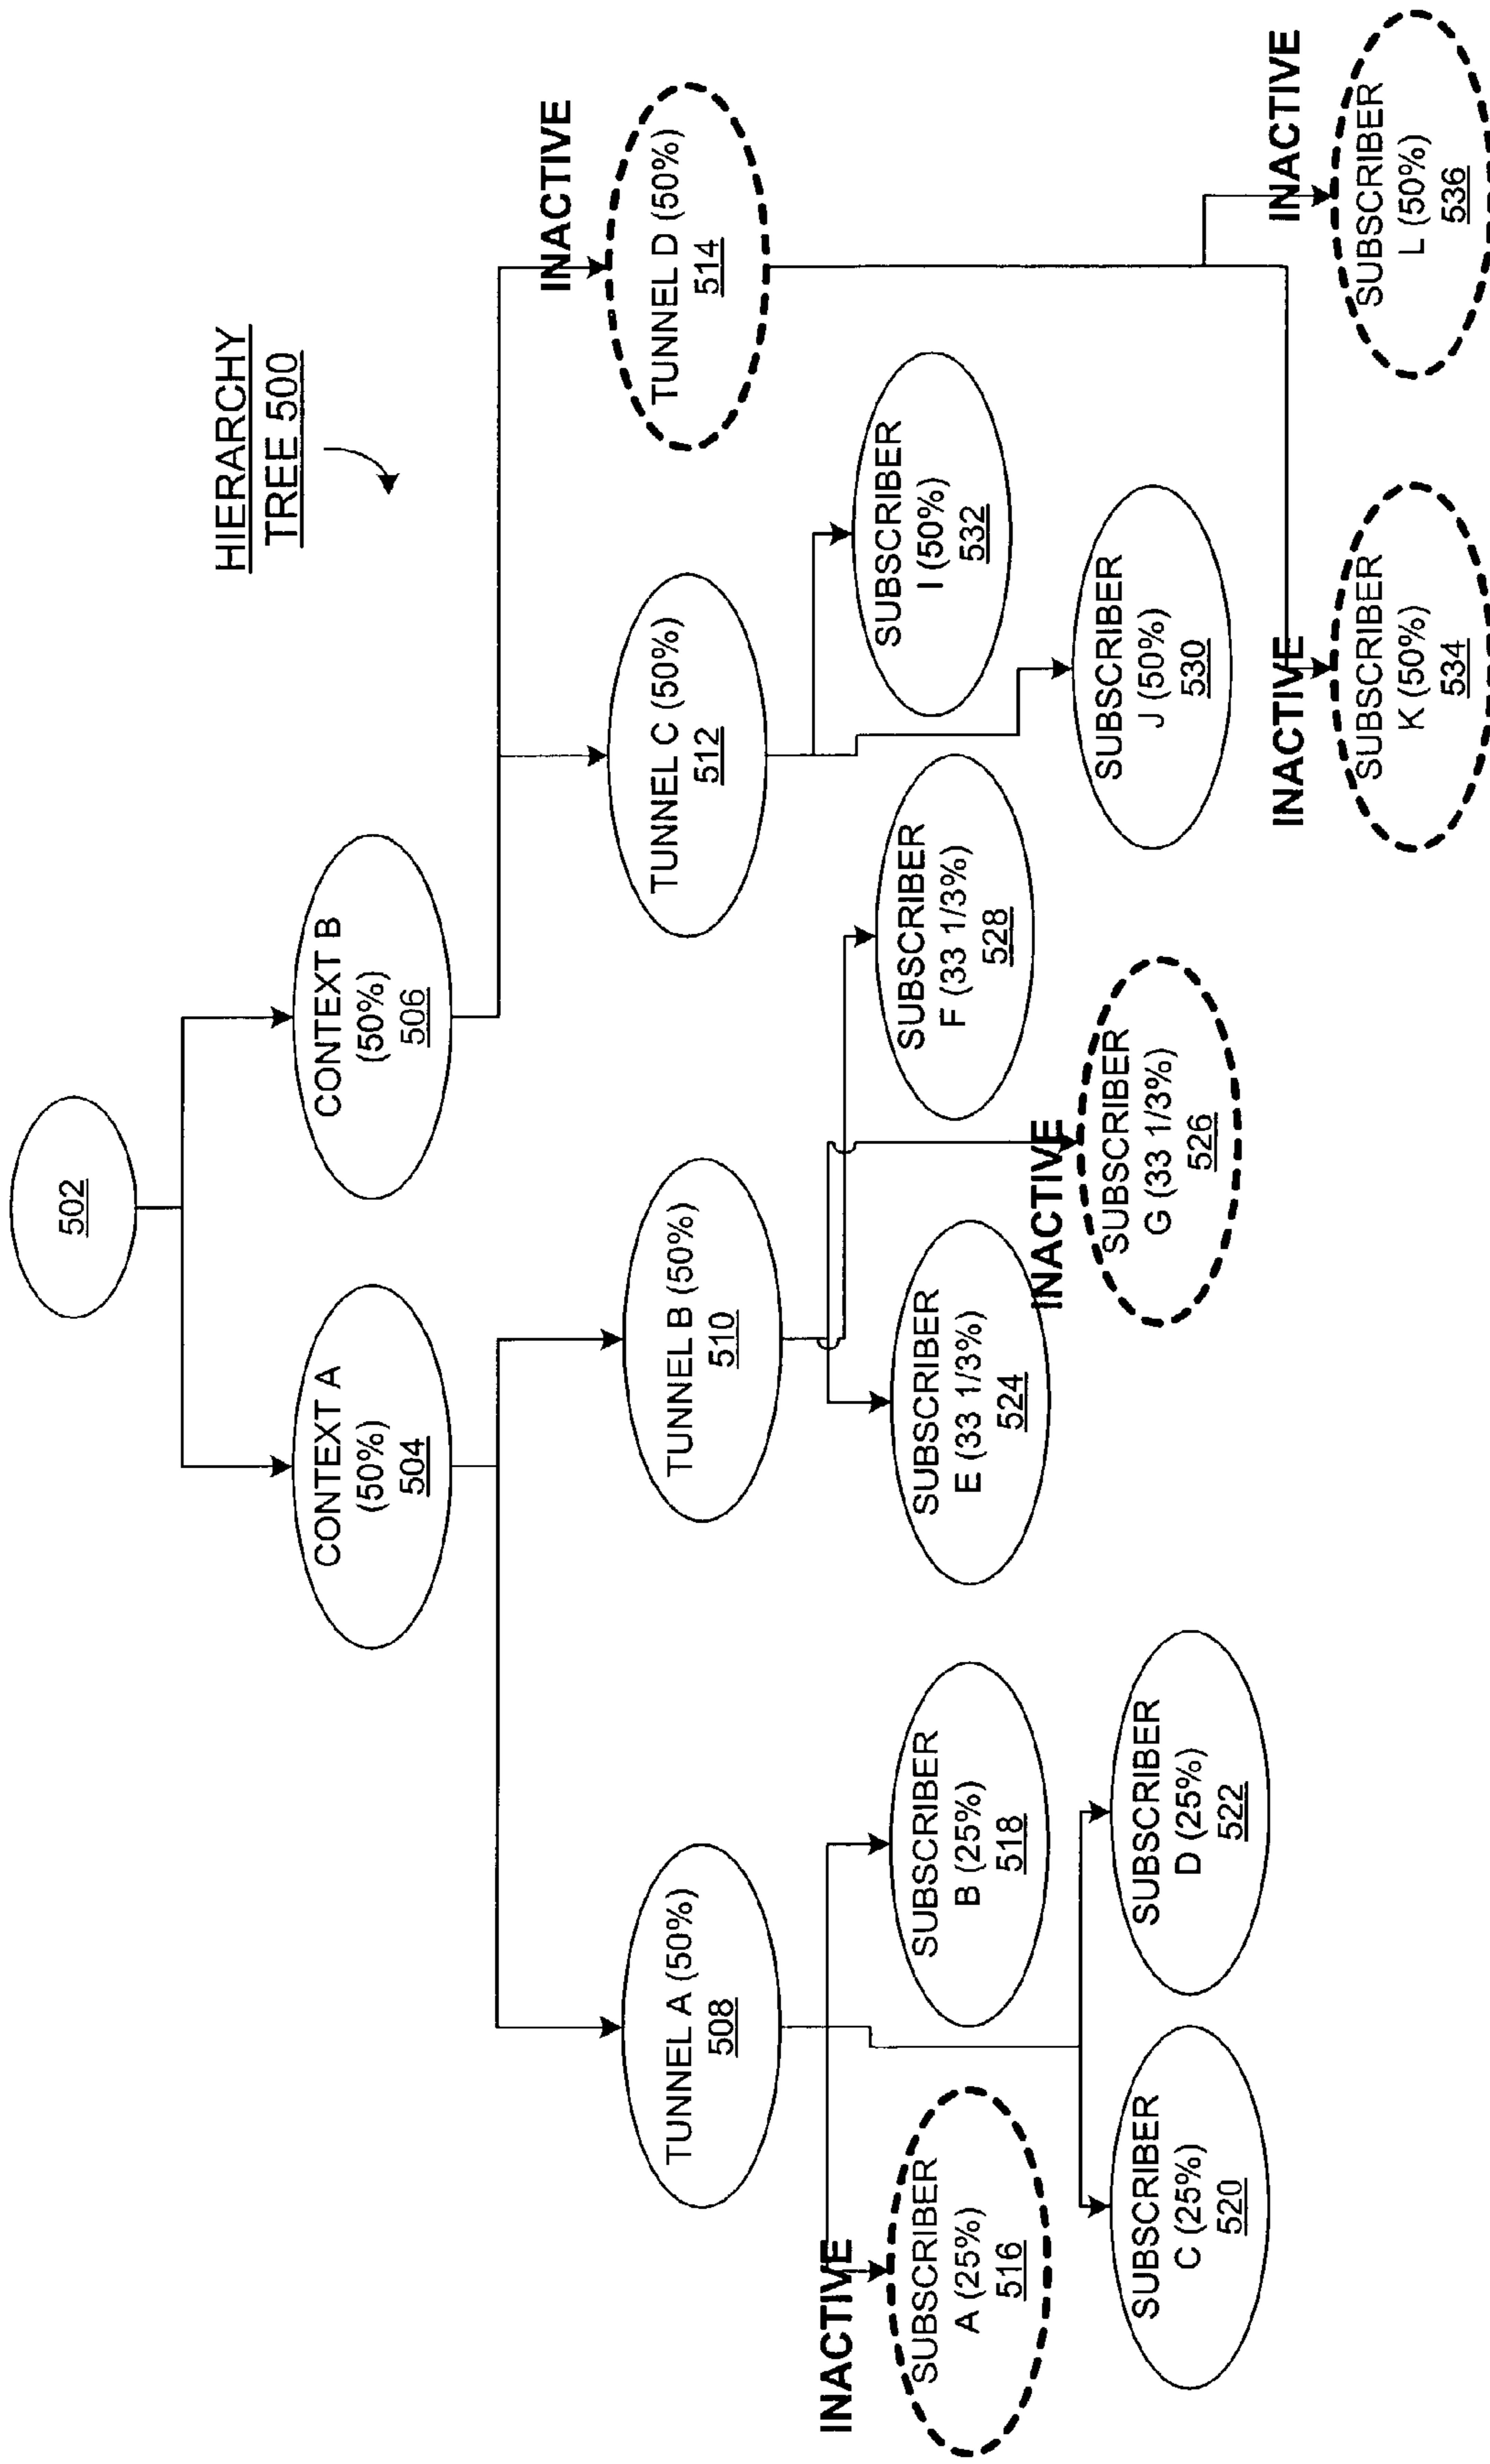 HIERARCHY
TREE 500
502
CONTEXT A
(50%)
504
CONTEXT B
(50%)
506
TUNNEL A (50%)
508
TUNNEL B (50%)
510
TUNNEL C (50%)
512
INACTIVE
TUNNEL D (50%)
514
INACTIVE
SUBSCRIBER
A (25%)
516
SUBSCRIBER
B (25%)
518
SUBSCRIBER
C (25%)
520
SUBSCRIBER
D (25%)
522
SUBSCRIBER
E (33 1/3%)
524
INACTIVE
SUBSCRIBER
G (33 1/3%)
526
SUBSCRIBER
F (33 1/3%)
528
SUBSCRIBER
J (50%)
530
SUBSCRIBER
I (50%)
532
INACTIVE
SUBSCRIBER
K (50%)
534
INACTIVE
SUBSCRIBER
L (50%)
536